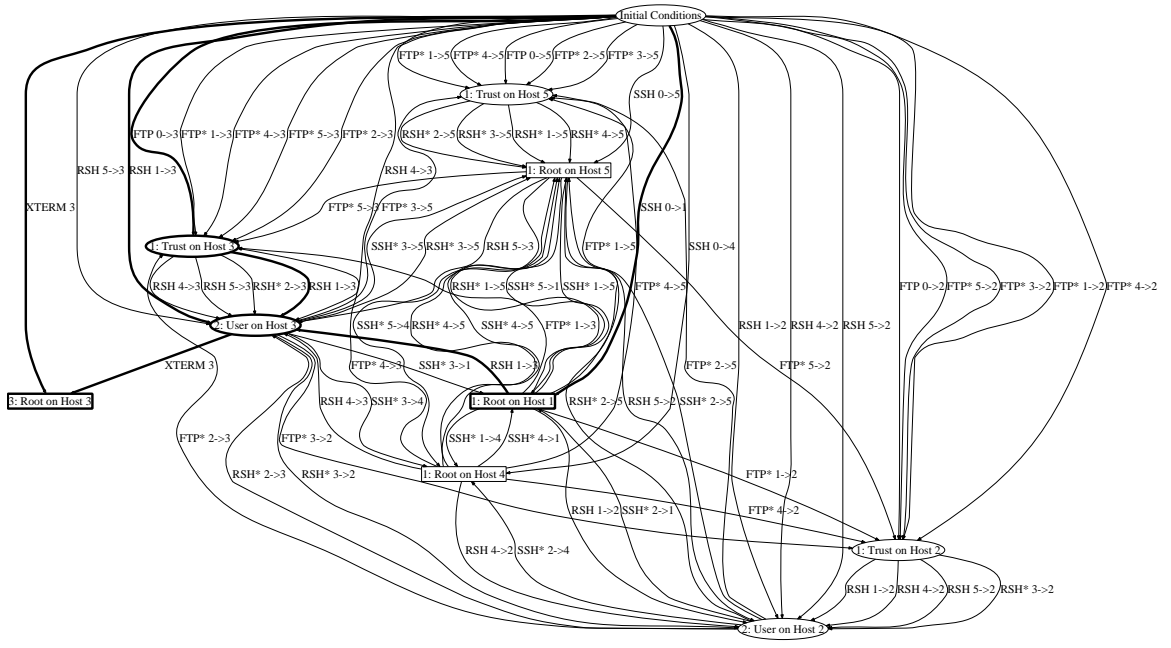 Initial Conditions
FTP* 1->5 FTP* 4->5 FTP 0->5 FTP* 2->5 FTP* 3->5
1: Trust on Host 5
SSH 0->5
FTP 0->3 FTP* 1->3 FTP* 4->3 FTP* 5->3 FTP* 2->3 RSH* 2->5 RSH* 3->5 RSH* 1->5 RSH* 4->5
RSH 5->3 RSH 1->3 RSH 4->3 1: Root on Host 5
XTERM 3 FTP* 5->3 FTP* 3->5 SSH 0->1
1: Trust on Host 3 SSH* 3->5 RSH* 3->5 RSH 5->3 FTP* 1->5 SSH 0->4
RSH 4->3 RSH 5->3 RSH* 2->3 RSH 1->3 RSH* 1->5 SSH* 5->1 SSH* 1->5 FTP* 4->5 FTP 0->2 FTP* 5->2 FTP* 3->2 FTP* 1->2 FTP* 4->2
2: User on Host 3 SSH* 5->4 RSH* 4->5 SSH* 4->5 FTP* 1->3 RSH 1->2 RSH 4->2 RSH 5->2
XTERM 3 FTP* 4->3 SSH* 3->1 RSH 1->3 FTP* 2->5 FTP* 5->2
3: Root on Host 3 RSH 4->3 SSH* 3->4 1: Root on Host 1 RSH* 2->5 RSH 5->2 SSH* 2->5
FTP* 2->3 FTP* 3->2 SSH* 1->4 SSH* 4->1
RSH* 2->3 RSH* 3->2 1: Root on Host 4 FTP* 1->2
RSH 1->2 SSH* 2->1 FTP* 4->2
RSH 4->2 SSH* 2->4 1: Trust on Host 2
RSH 1->2 RSH 4->2 RSH 5->2 RSH* 3->2
2: User on Host 2